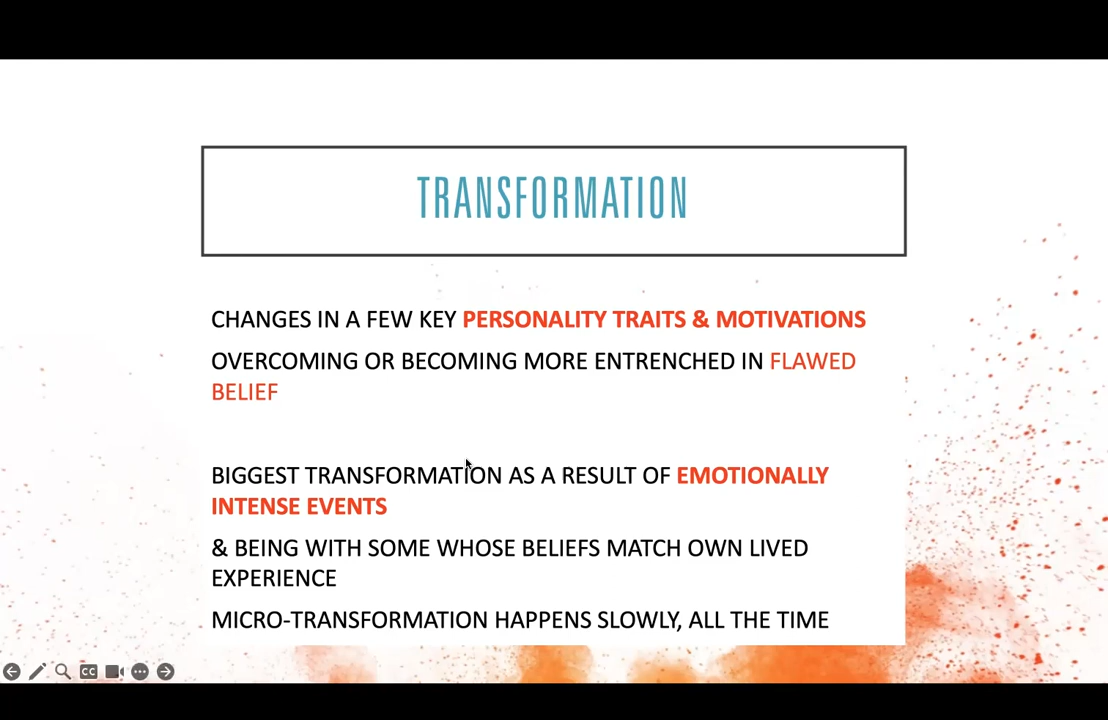 TRANSFORMATION
CHANGES IN A FEW KEY PERSONALITY TRAITS & MOTIVATIONS
OVERCOMING OR BECOMING MORE ENTRENCHED IN FLAWED
BELIEF
BIGGEST TRANSFORMATION AS A RESULT OF EMOTIONALLY
INTENSE EVENTS
& BEING WITH SOME WHOSE BELIEFS MATCH OWN LIVED
EXPERIENCE
MICRO-TRANSFORMATION HAPPENS SLOWLY, ALL THE TIME
CC